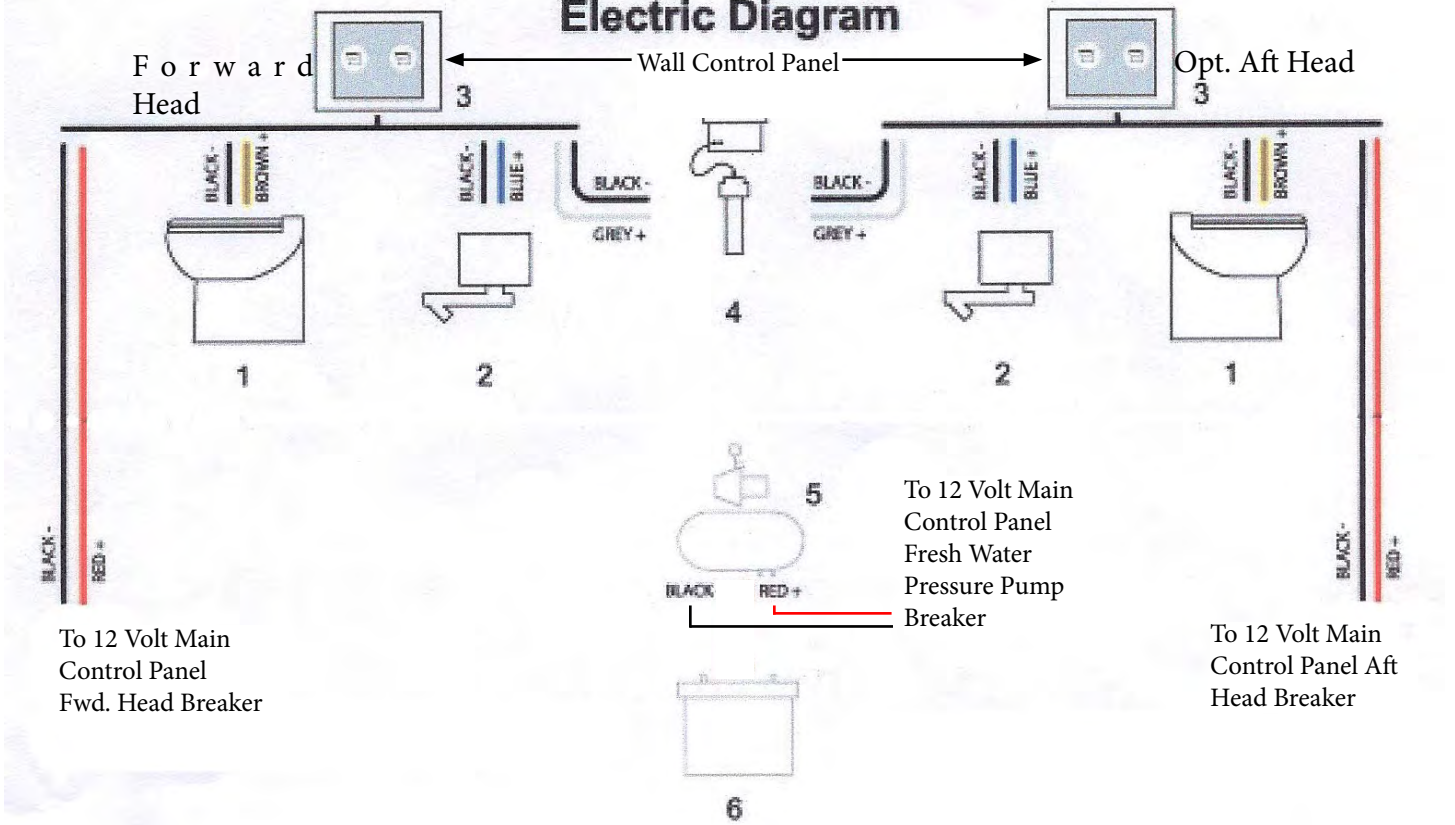 Electric Diagram
Forward
Head
Wall Control Panel
Opt. Aft Head
3
3
BLACK -
BROWN +
BLACK -
BLUE +
BLACK -
GREY +
BLACK -
GREY +
BLACK -
BLUE +
BLACK -
BROWN +
1
2
4
2
1
5
BLACK -
RED +
BLACK
RED +
To 12 Volt Main
Control Panel
Fresh Water
Pressure Pump
Breaker
BLACK -
RED +
To 12 Volt Main
Control Panel
Fwd. Head Breaker
To 12 Volt Main
Control Panel Aft
Head Breaker
6